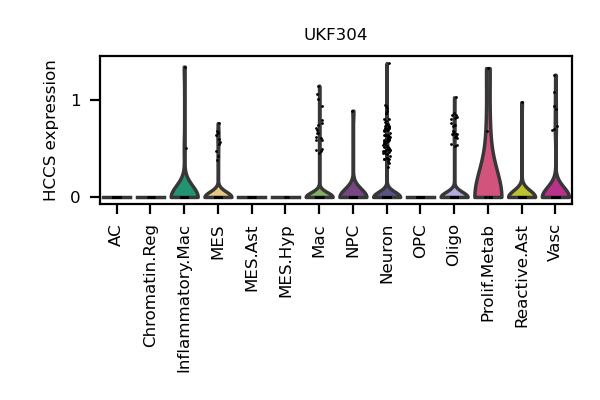 UKF304
HCCS expression
1
0
AC
Chromatin.Reg
Inflammatory.Mac
MES
MES.Ast
MES.Hyp
Mac
NPC
Neuron
OPC
Oligo
Prolif.Metab
Reactive.Ast
Vasc